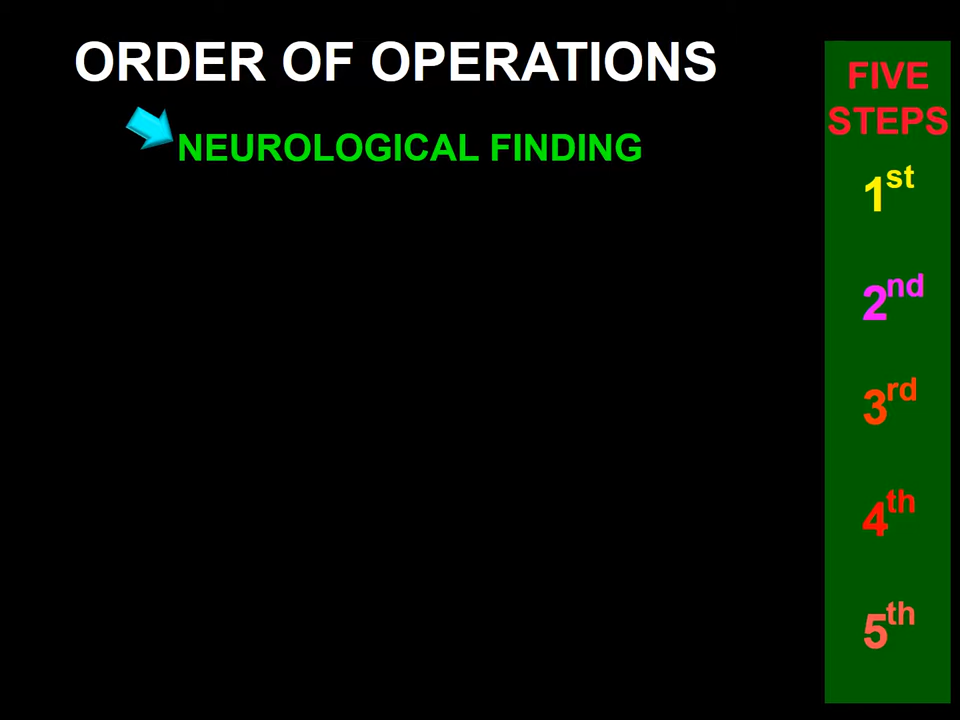 ORDER OF OPERATIONS
NEUROLOGICAL FINDING
FIVE
STEPS
1st
2nd
3rd
4th
5th